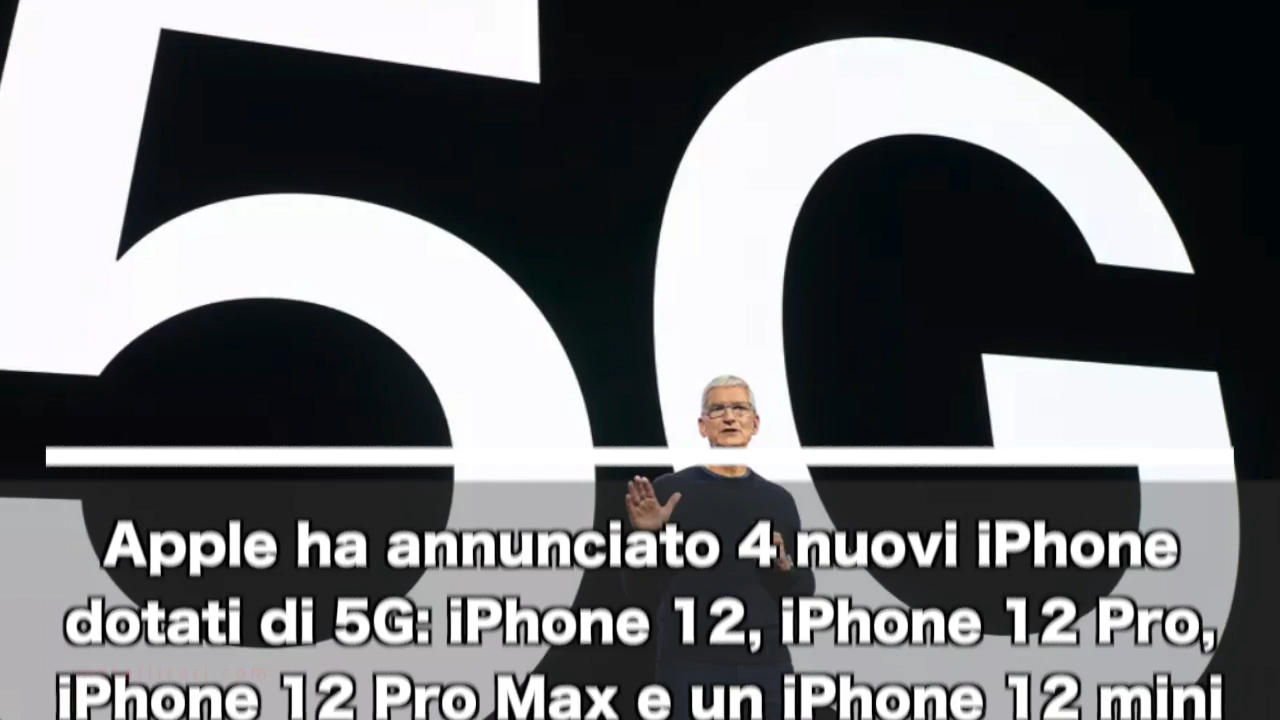 5G
Apple ha annunciato 4 nuovi iPhone
dotati di 5G: iPhone 12, iPhone 12 Pro,
iPhone 12 Pro Max e un iPhone 12 mini